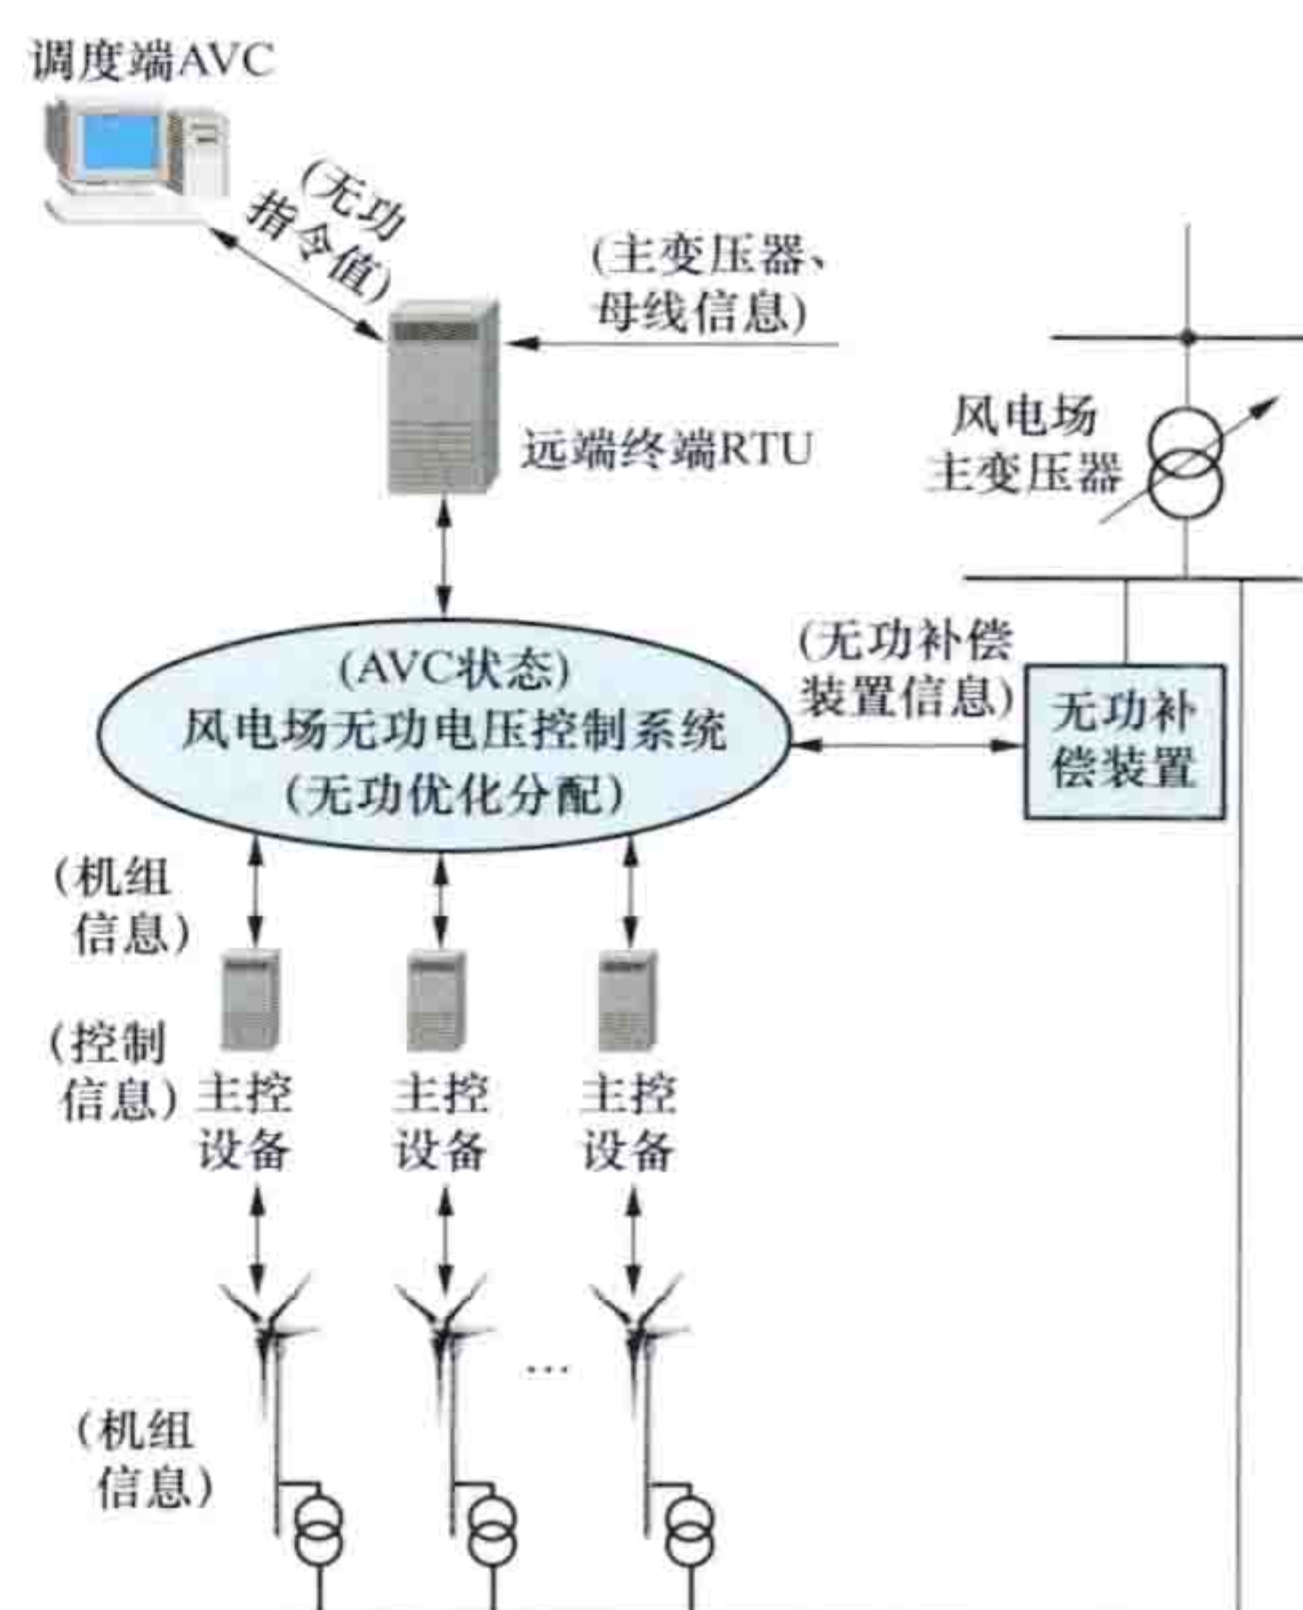 调度端AVC
(无功
指令值)
(主变压器、
母线信息)
远端终端RTU
风电场
主变压器
(AVC状态)
风电场无功电压控制系统
(无功优化分配)
(无功补偿
装置信息)
无功补
偿装置
(机组
信息)
(控制
信息)
主控
设备
主控
设备
主控
设备
...
(机组
信息)